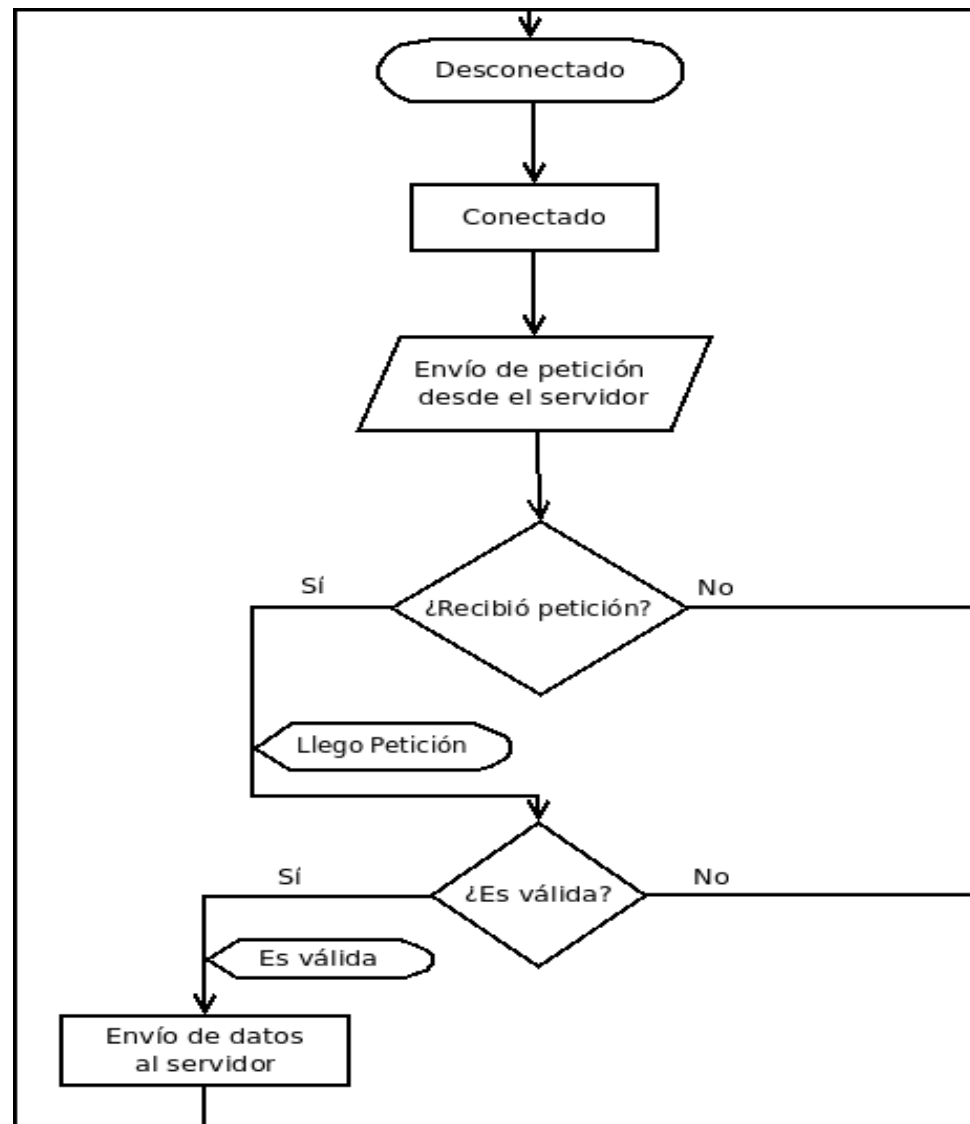 Desconectado
Conectado
Envío de petición
desde el servidor
Sí
No
¿Recibió petición?
Llego Petición
Sí
No
¿Es válida?
Es válida
Envío de datos
al servidor